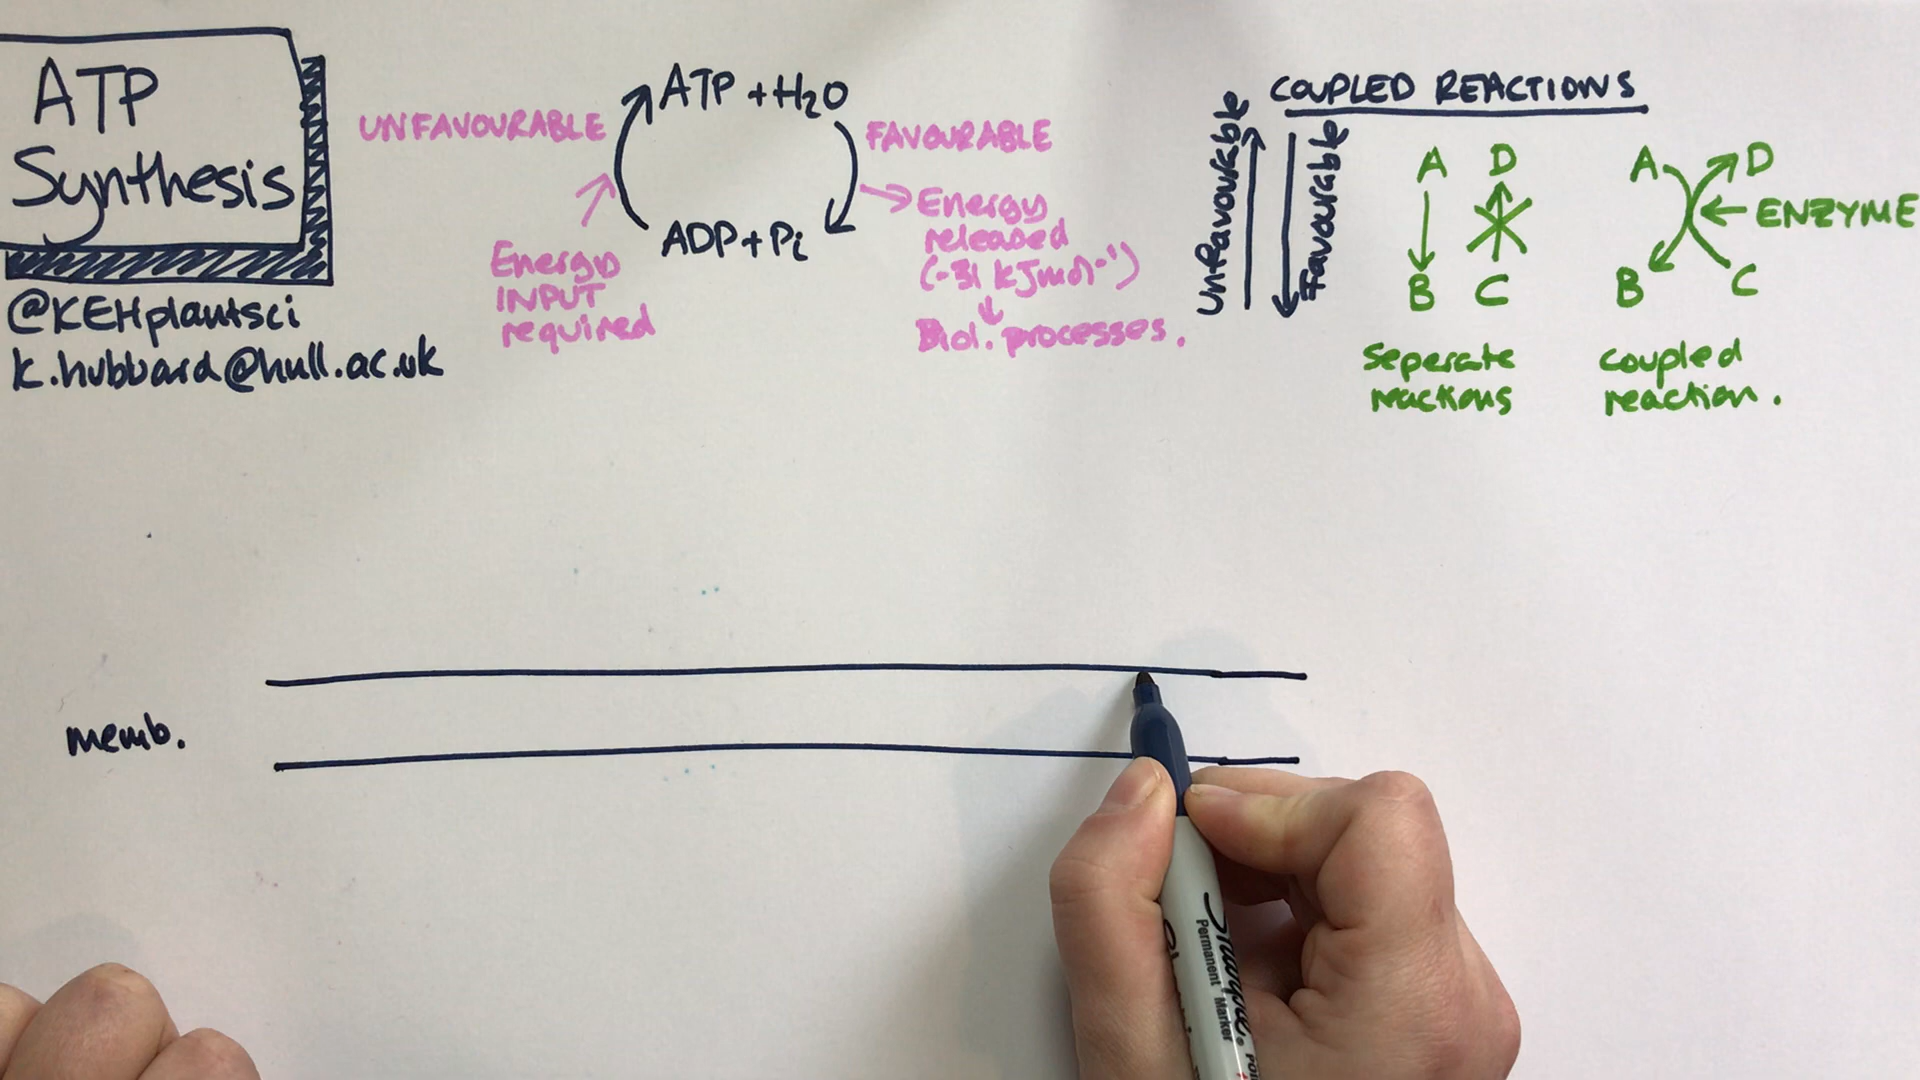 ATP
Synthesis
@KEHplantsci
k.hubbard@hull.ac.uk
UNFAVOURABLE
Energy
INPUT
required
ATP + H₂O
ADP + Pi
FAVOURABLE
Energy
released
(-31 kJmol⁻¹)
Biol. processes.
COUPLED REACTIONS
Unfavourable
Favourable
A D
B C
Seperate
reactions
A D
ENZYME
B C
coupled
reaction.
memb.
Sharpie
Permanent Marker